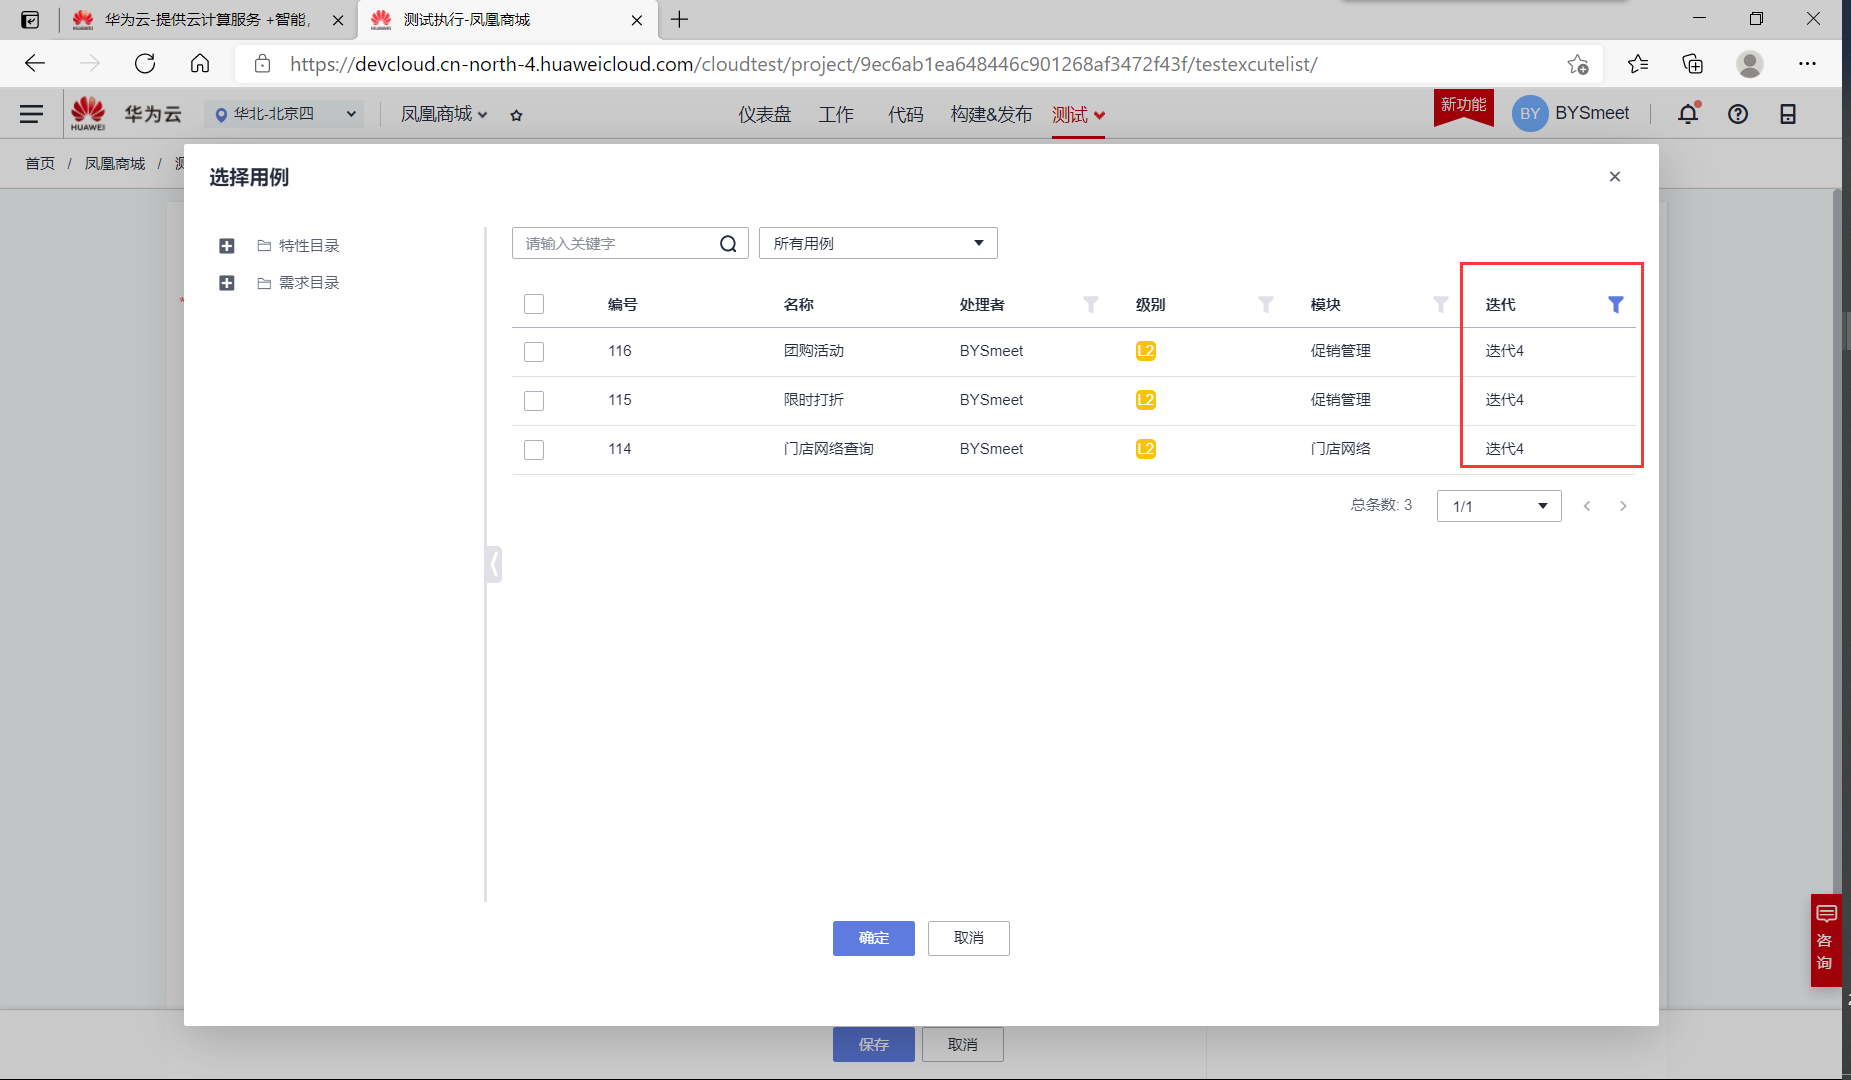 华为云-提供云计算服务 +智能,
测试执行-凤凰商城
https://devcloud.cn-north-4.huaweicloud.com/cloudtest/project/9ec6ab1ea648446c901268af3472f43f/testexcutelist/
HUAWEI 华为云 华北-北京四 凤凰商城 仪表盘 工作 代码 构建&发布 测试 新功能 BY BYSmeet
首页 / 凤凰商城 /
选择用例
特性目录
需求目录
请输入关键字 所有用例
编号 名称 处理者 级别 模块 迭代
116 团购活动 BYSmeet L2 促销管理 迭代4
115 限时打折 BYSmeet L2 促销管理 迭代4
114 门店网络查询 BYSmeet L2 门店网络 迭代4
总条数: 3 1/1
确定 取消
咨询
保存 取消